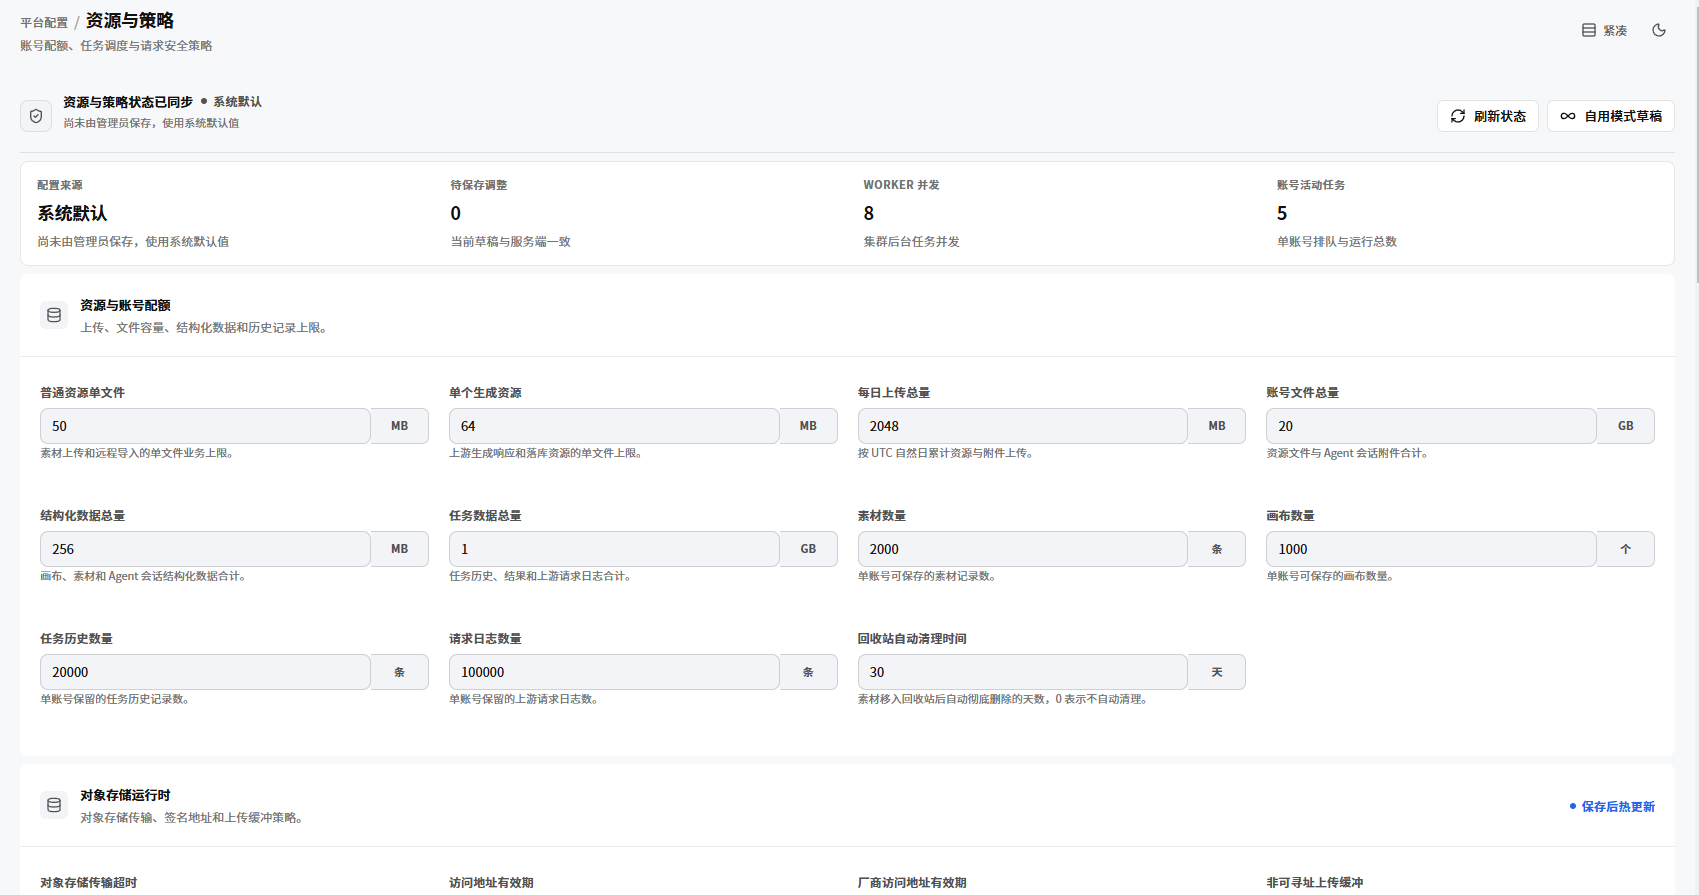 平台配置 / 资源与策略
账号配额、任务调度与请求安全策略
紧凑
资源与策略状态已同步 • 系统默认
尚未由管理员保存，使用系统默认值
刷新状态
自用模式草稿
配置来源
系统默认
尚未由管理员保存，使用系统默认值
待保存调整
0
当前草稿与服务端一致
WORKER 并发
8
集群后台任务并发
账号活动任务
5
单账号排队与运行总数
资源与账号配额
上传、文件容量、结构化数据和历史记录上限。
普通资源单文件
50 MB
素材上传和远程导入的单文件业务上限。
单个生成资源
64 MB
上游生成响应和落库资源的单文件上限。
每日上传总量
2048 MB
按 UTC 自然日累计资源与附件上传。
账号文件总量
20 GB
资源文件与 Agent 会话附件合计。
结构化数据总量
256 MB
画布、素材和 Agent 会话结构化数据合计。
任务数据总量
1 GB
任务历史、结果和上游请求日志合计。
素材数量
2000 条
单账号可保存的素材记录数。
画布数量
1000 个
单账号可保存的画布数量。
任务历史数量
20000 条
单账号保留的任务历史记录数。
请求日志数量
100000 条
单账号保留的上游请求日志数。
回收站自动清理时间
30 天
素材移入回收站后自动彻底删除的天数，0 表示不自动清理。
对象存储运行时
对象存储传输、签名地址和上传缓冲策略。
• 保存后热更新
对象存储传输超时
访问地址有效期
厂商访问地址有效期
非可寻址上传缓冲